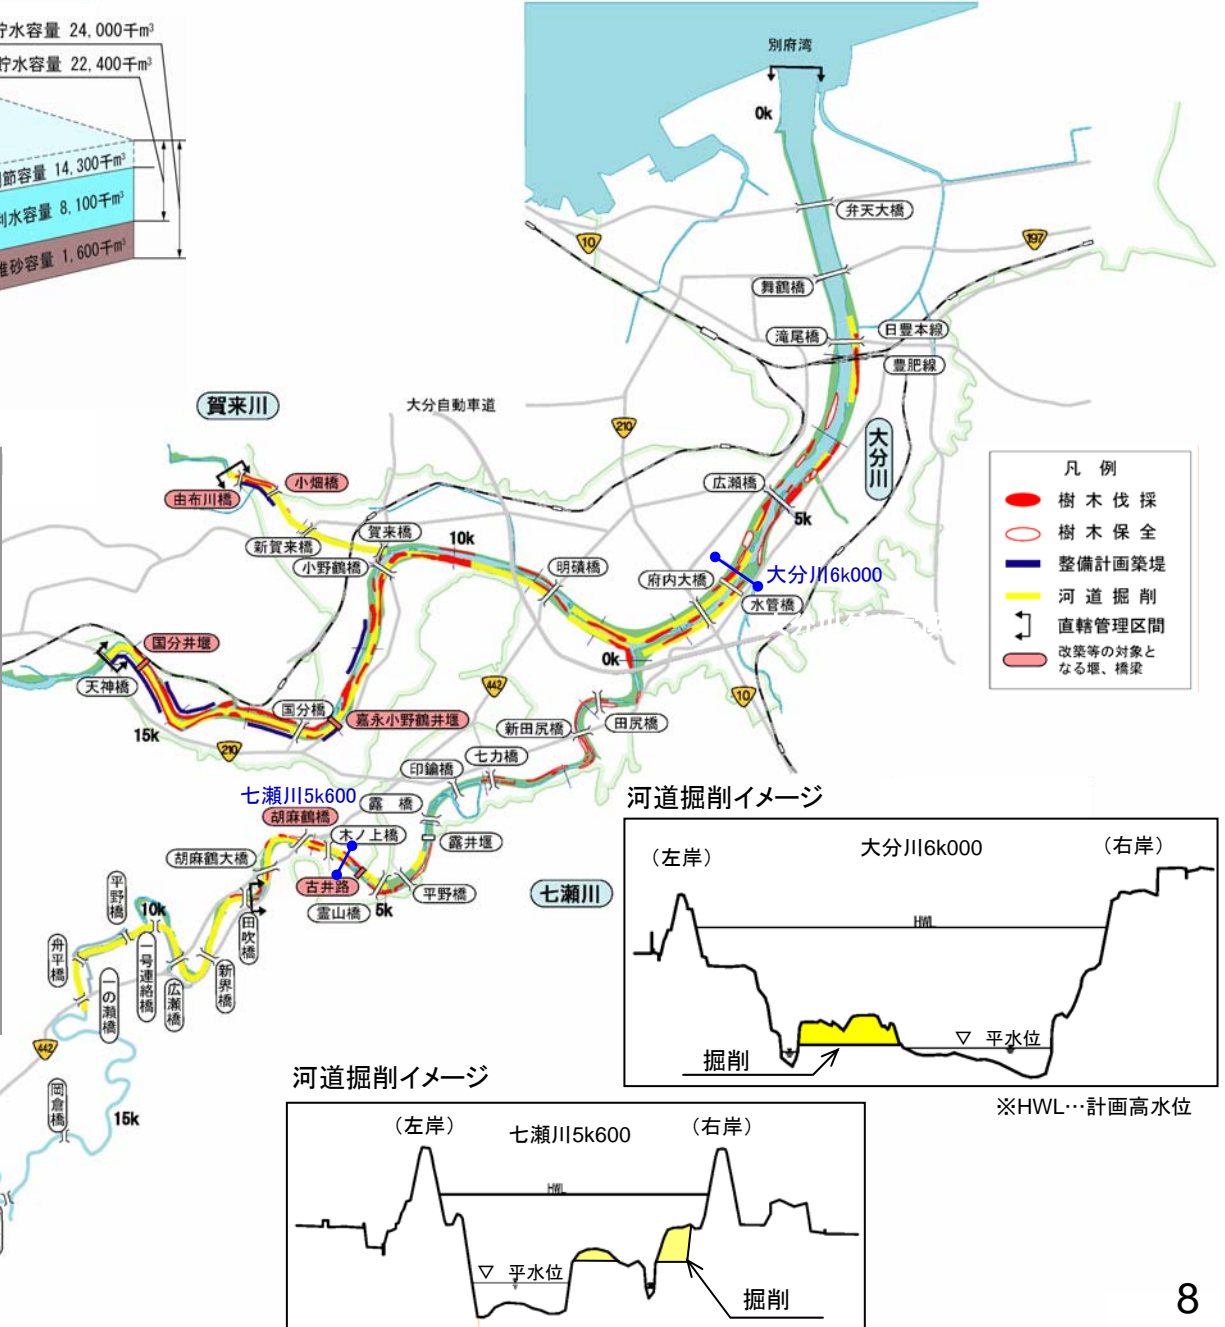 貯水容量 24,000千m³
貯水容量 22,400千m³
節容量 14,300千m³
利水容量 8,100千m³
堆砂容量 1,600千m³
別府湾
0k
弁天大橋
10
197
舞鶴橋
滝尾橋
日豊本線
豊肥線
賀来川
大分自動車道
210
大分川
凡 例
樹木伐採
樹木保全
整備計画築堤
河道掘削
直轄管理区間
改築等の対象と
なる堰、橋梁
小畑橋
由布川橋
広瀬橋
5k
賀来橋
10k
新賀来橋
小野鶴橋
明磧橋
府内大橋
大分川6k000
水管橋
国分井堰
0k
天神橋
442
10
国分橋
嘉永小野鶴井堰
新田尻橋
田尻橋
15k
210
七力橋
印鑰橋
七瀬川5k600
露 橋
胡麻鶴橋
木ノ上橋
露井堰
胡麻鶴大橋
古井路
平野橋
霊山橋
5k
七瀬川
平野橋
10k
田吹橋
舟平橋
一の瀬橋
一号連絡橋
広瀬橋
新界橋
442
岡倉橋
15k
河道掘削イメージ
(左岸)
大分川6k000
(右岸)
HWL
▽ 平水位
掘削
※HWL…計画高水位
河道掘削イメージ
(左岸)
七瀬川5k600
(右岸)
HWL
▽ 平水位
掘削
8